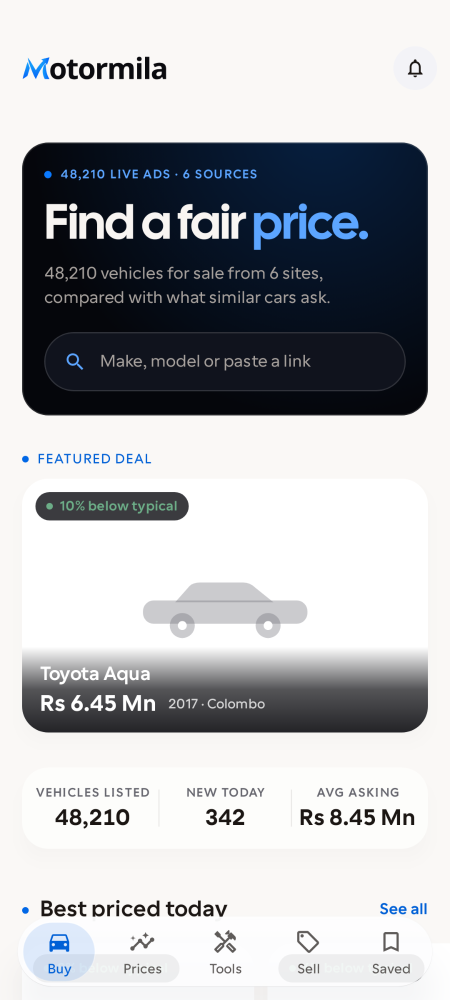 Motormila
48,210 LIVE ADS · 6 SOURCES
Find a fair price.
48,210 vehicles for sale from 6 sites,
compared with what similar cars ask.
Make, model or paste a link
FEATURED DEAL
10% below typical
Toyota Aqua
Rs 6.45 Mn 2017 · Colombo
VEHICLES LISTED NEW TODAY AVG ASKING
48,210 342 Rs 8.45 Mn
Best priced today See all
Buy Prices Tools Sell Saved